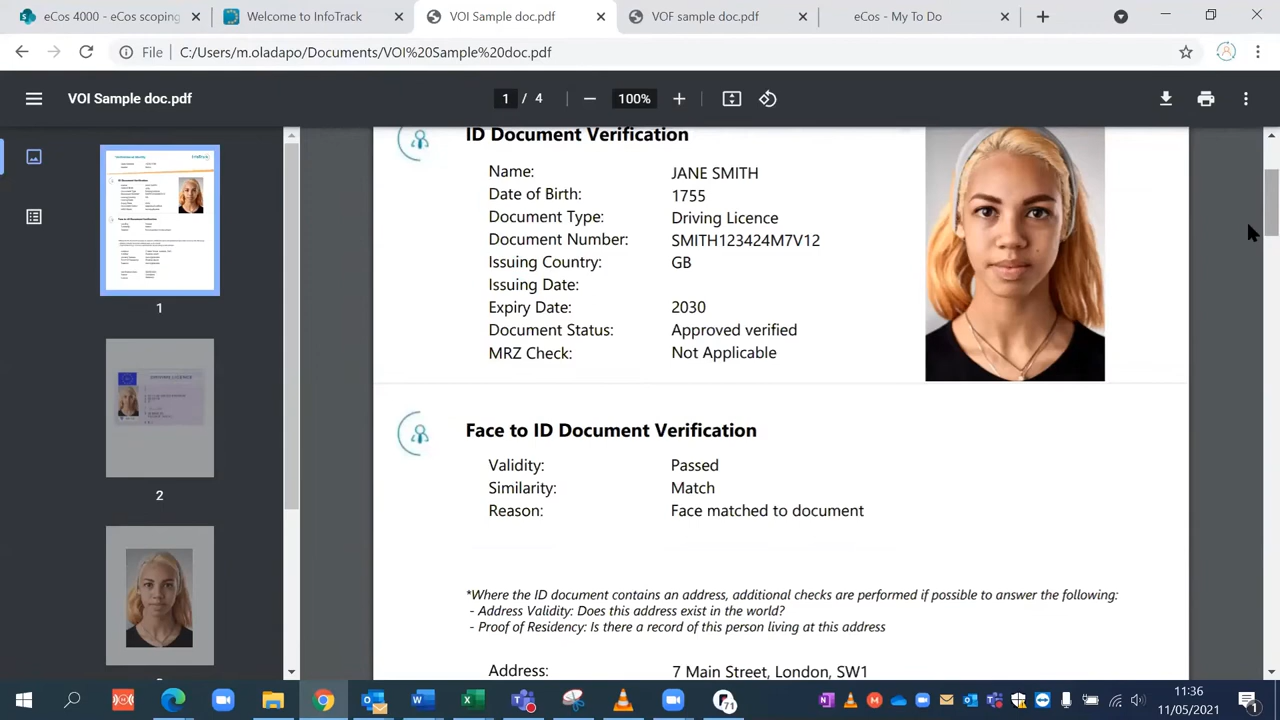 eCos 4000 - eCos scoping
Welcome to InfoTrack
VOI Sample doc.pdf
VOF sample doc.pdf
eCos - My To Do
File
C:/Users/m.oladapo/Documents/VOI%20Sample%20doc.pdf
VOI Sample doc.pdf
1 / 4
100%
ID Document Verification
Name: JANE SMITH
Date of Birth: 1755
Document Type: Driving Licence
Document Number: SMITH123424M7V12
Issuing Country: GB
Issuing Date:
Expiry Date: 2030
Document Status: Approved verified
MRZ Check: Not Applicable
Face to ID Document Verification
Validity: Passed
Similarity: Match
Reason: Face matched to document
*Where the ID document contains an address, additional checks are performed if possible to answer the following:
- Address Validity: Does this address exist in the world?
- Proof of Residency: Is there a record of this person living at this address
Address: 7 Main Street, London, SW1
1
2
71
11:36
11/05/2021
1